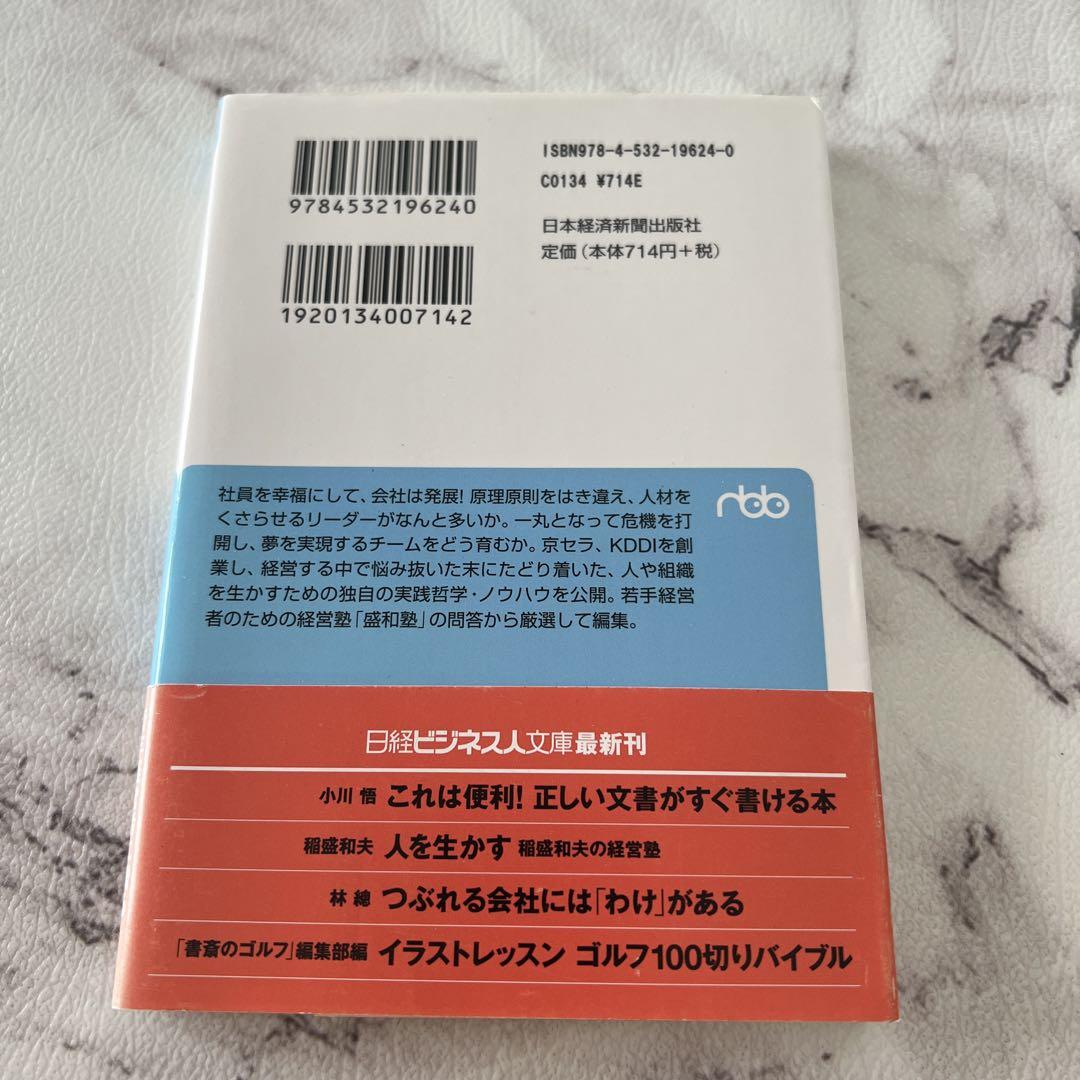 9784532196240
1920134007142
ISBN978-4-532-19624-0
C0134 ¥714E
日本経済新聞出版社
定価(本体714円+税)
nbb
社員を幸福にして、会社は発展! 原理原則をはき違え、人材を
くさらせるリーダーがなんと多いか。一丸となって危機を打
開し、夢を実現するチームをどう育むか。京セラ、KDDIを創
業し、経営する中で悩み抜いた末にたどり着いた、人や組織
を生かすための独自の実践哲学・ノウハウを公開。若手経営
者のための経営塾「盛和塾」の問答から厳選して編集。
日経ビジネス人文庫最新刊
小川 悟 これは便利! 正しい文書がすぐ書ける本
稲盛和夫 人を生かす 稲盛和夫の経営塾
林 總 つぶれる会社には「わけ」がある
「書斎のゴルフ」編集部編 イラストレッスン ゴルフ100切りバイブル